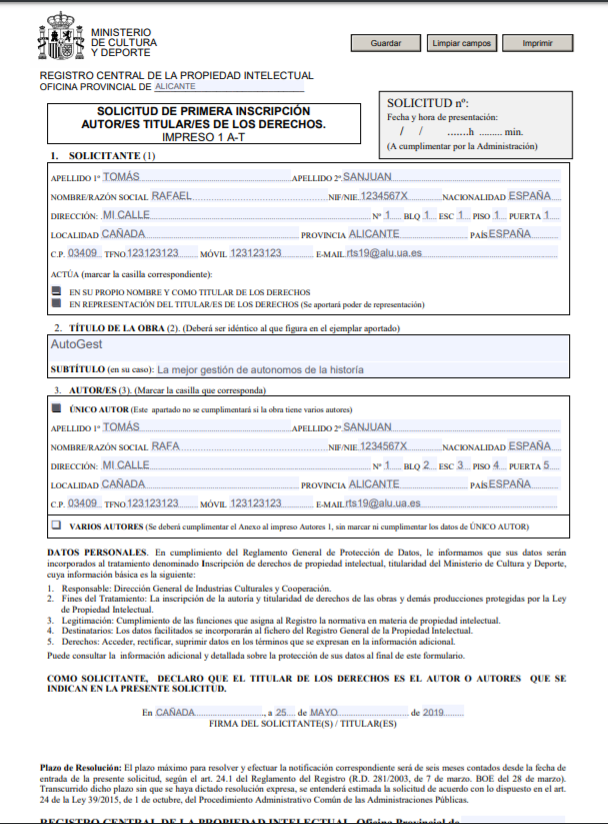 MINISTERIO
DE CULTURA
Y DEPORTE
Guardar Limpiar campos Imprimir
REGISTRO CENTRAL DE LA PROPIEDAD INTELECTUAL
OFICINA PROVINCIAL DE ALICANTE
SOLICITUD DE PRIMERA INSCRIPCIÓN
AUTOR/ES TITULAR/ES DE LOS DERECHOS.
IMPRESO 1 A-T
SOLICITUD nº:
Fecha y hora de presentación:
/ / .......h ......... min.
(A cumplimentar por la Administración)
1. SOLICITANTE (1)
APELLIDO 1º TOMÁS APELLIDO 2º SANJUAN
NOMBRE/RAZÓN SOCIAL RAFAEL NIF/NIE 1234567X NACIONALIDAD ESPAÑA
DIRECCIÓN: MI CALLE Nº 1 BLQ 1 ESC 1 PISO 1 PUERTA 1
LOCALIDAD CAÑADA PROVINCIA ALICANTE PAÍS ESPAÑA
C.P. 03409 TFNO 123123123 MÓVIL 123123123 E-MAIL rts19@alu.ua.es
ACTÚA (marcar la casilla correspondiente):
EN SU PROPIO NOMBRE Y COMO TITULAR DE LOS DERECHOS
EN REPRESENTACIÓN DEL TITULAR/ES DE LOS DERECHOS (Se aportará poder de representación)
2. TÍTULO DE LA OBRA (2). (Deberá ser idéntico al que figura en el ejemplar aportado)
AutoGest
SUBTÍTULO (en su caso): La mejor gestión de autonomos de la historía
3. AUTOR/ES (3). (Marcar la casilla que corresponda)
ÚNICO AUTOR (Este apartado no se cumplimentará si la obra tiene varios autores)
APELLIDO 1º TOMÁS APELLIDO 2º SANJUAN
NOMBRE/RAZÓN SOCIAL RAFA NIF/NIE 1234567X NACIONALIDAD ESPAÑA
DIRECCIÓN: MI CALLE Nº 1 BLQ 2 ESC 3 PISO 4 PUERTA 5
LOCALIDAD CAÑADA PROVINCIA ALICANTE PAÍS ESPAÑA
C.P. 03409 TFNO 123123123 MÓVIL 123123123 E-MAIL rts19@alu.ua.es
VARIOS AUTORES (Se deberá cumplimentar el Anexo al impreso Autores 1, sin marcar ni cumplimentar los datos de ÚNICO AUTOR)
DATOS PERSONALES. En cumplimiento del Reglamento General de Protección de Datos, le informamos que sus datos serán
incorporados al tratamiento denominado Inscripción de derechos de propiedad intelectual, titularidad del Ministerio de Cultura y Deporte,
cuya información básica es la siguiente:
1. Responsable: Dirección General de Industrias Culturales y Cooperación.
2. Fines del Tratamiento: La inscripción de la autoría y titularidad de derechos de las obras y demás producciones protegidas por la Ley
de Propiedad Intelectual.
3. Legitimación: Cumplimiento de las funciones que asigna al Registro la normativa en materia de propiedad intelectual.
4. Destinatarios: Los datos facilitados se incorporarán al fichero del Registro General de la Propiedad Intelectual.
5. Derechos: Acceder, rectificar, suprimir datos en los términos que se expresan en la información adicional.
Puede consultar la información adicional y detallada sobre la protección de sus datos al final de este formulario.
COMO SOLICITANTE, DECLARO QUE EL TITULAR DE LOS DERECHOS ES EL AUTOR O AUTORES QUE SE
INDICAN EN LA PRESENTE SOLICITUD.
En CAÑADA, a 25 de MAYO de 2019
FIRMA DEL SOLICITANTE(S) / TITULAR(ES)
Plazo de Resolución: El plazo máximo para resolver y efectuar la notificación correspondiente será de seis meses contados desde la fecha de
entrada de la presente solicitud, según el art. 24.1 del Reglamento del Registro (R.D. 281/2003, de 7 de marzo. BOE del 28 de marzo).
Transcurrido dicho plazo sin que se haya dictado resolución expresa, se entenderá estimada la solicitud de acuerdo con lo dispuesto en el art.
24 de la Ley 39/2015, de 1 de octubre, del Procedimiento Administrativo Común de las Administraciones Públicas.
REGISTRO CENTRAL DE LA PROPIEDAD INTELECTUAL. Oficina Provincial de